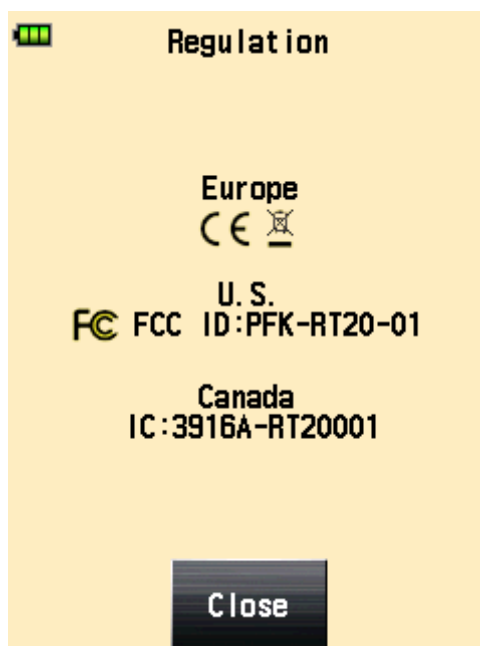 Regulation
Europe
CE
U.S.
FC FCC ID:PFK-RT20-01
Canada
IC:3916A-RT20001
Close